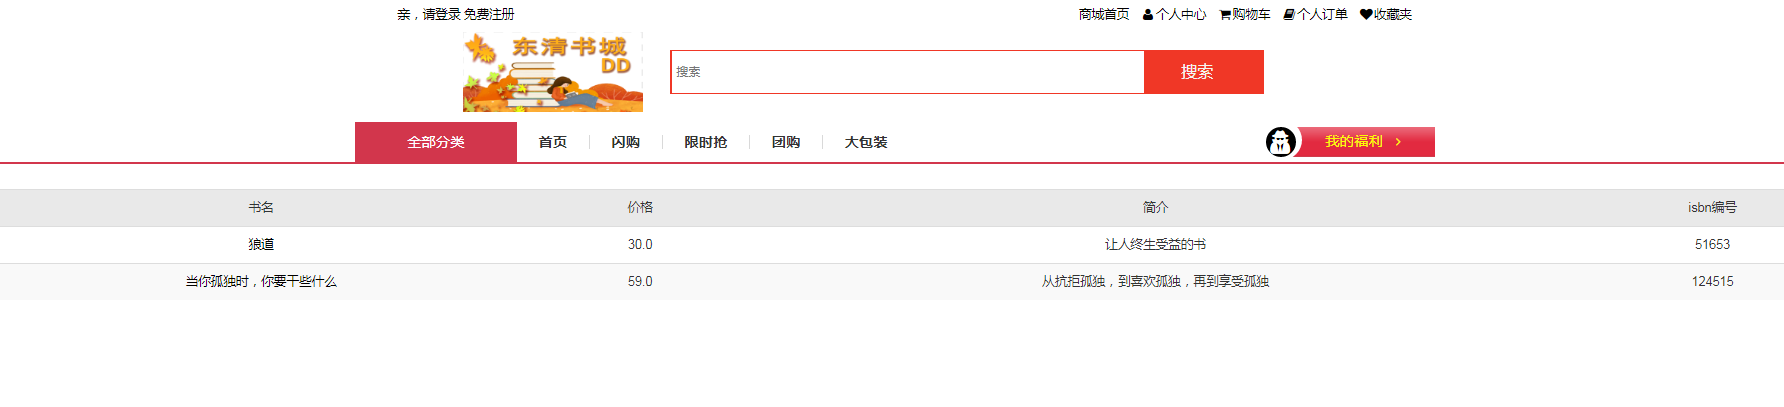 亲，请登录 免费注册
商城首页 个人中心 购物车 个人订单 收藏夹
东清书城
DD
搜索 搜索
全部分类 首页 闪购 限时抢 团购 大包装 我的福利 >
书名 价格 简介 isbn编号
狼道 30.0 让人终生受益的书 51653
当你孤独时，你要干些什么 59.0 从抗拒孤独，到喜欢孤独，再到享受孤独 124515